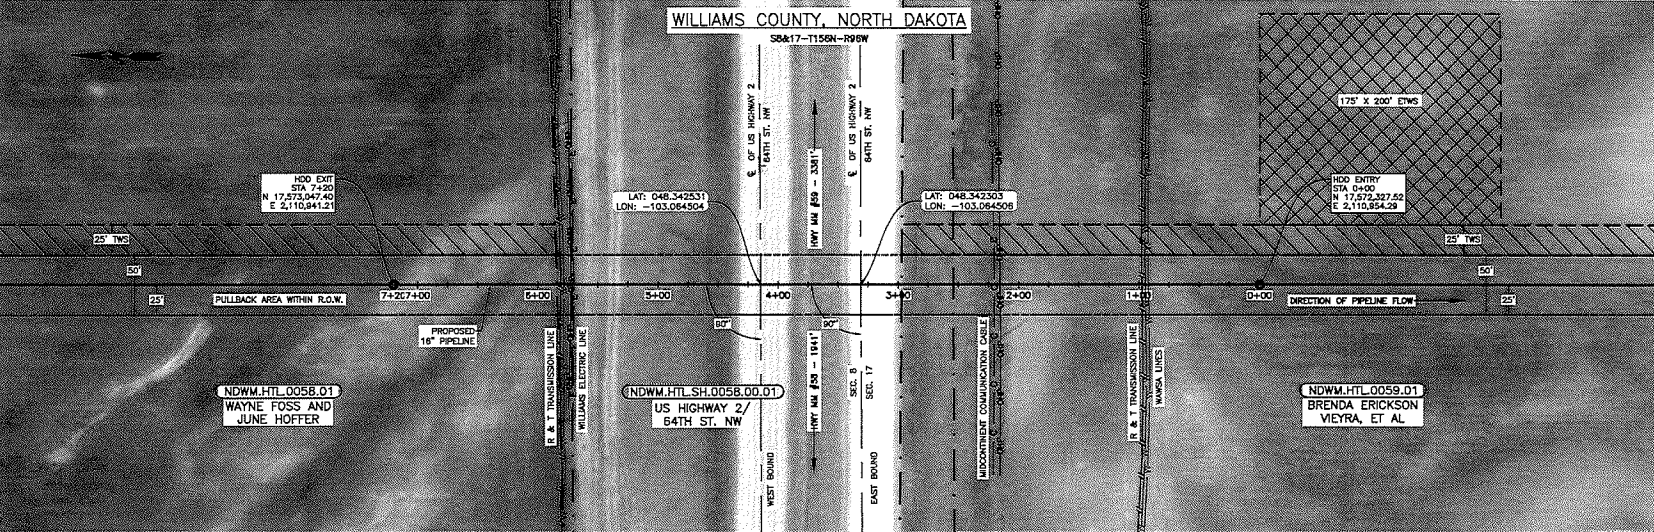 WILLIAMS COUNTY, NORTH DAKOTA
S8&17-T156N-R96W
175' X 200' ETWS
℄ OF US HIGHWAY 2
64TH ST. NW
HWY MM #59 - 3381'
℄ OF US HIGHWAY 2
64TH ST. NW
OHP
HDD EXIT
STA 7+20
N 17,573,047.40
E 2,110,941.21
LAT: 048.342531
LON: -103.064504
LAT: 048.342303
LON: -103.064506
HDD ENTRY
STA 0+00
N 17,572,327.52
E 2,110,954.29
25' TWS
25' TWS
50'
50'
25'
PULLBACK AREA WITHIN R.O.W.
7+20
7+00
6+00
5+00
4+00
3+00
2+00
1+00
0+00
DIRECTION OF PIPELINE FLOW
25'
PROPOSED
16" PIPELINE
90°
90°
R & T TRANSMISSION LINE
WILLIAMS ELECTRIC LINE
HWY MM #58 - 1941'
SEC. 8
SEC. 17
MIDCONTINENT COMMUNICATION CABLE
OHP
R & T TRANSMISSION LINE
WAWSA LINES
NDWM.HTL.0058.01
WAYNE FOSS AND
JUNE HOFFER
NDWM.HTL.SH.0058.00.01
US HIGHWAY 2/
64TH ST. NW
NDWM.HTL.0059.01
BRENDA ERICKSON
VIEYRA, ET AL
WEST BOUND
EAST BOUND